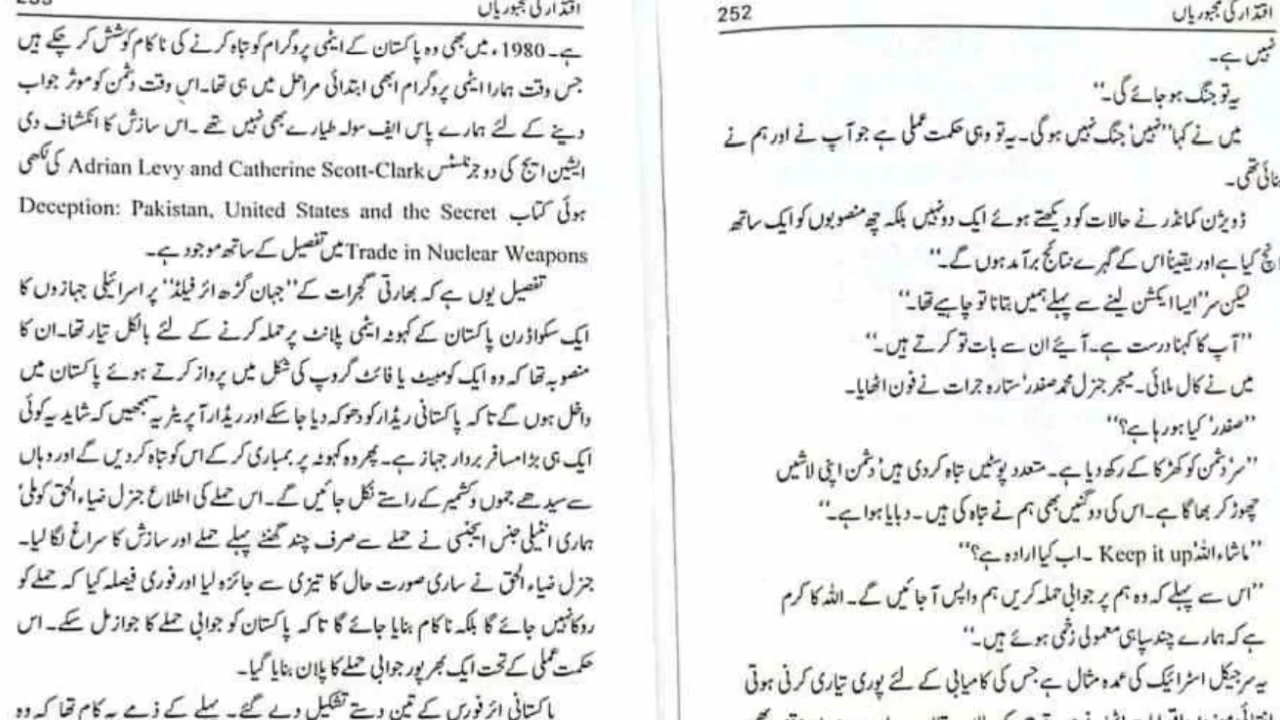 252
اقتدار کی مجبوریاں
نہیں ہے۔
یہ تو جنگ ہو جائے گی۔‘‘
میں نے کہا ’’نہیں‘ جنگ نہیں ہوگی۔ یہ تو وہی حکمت عملی ہے جو آپ نے اور ہم نے
بنائی تھی۔
ڈویژن کمانڈر نے حالات کو دیکھتے ہوئے ایک دو نہیں بلکہ چھ منصوبوں کو ایک ساتھ
لانچ کیا ہے اور یقیناً اس کے گہرے نتائج برآمد ہوں گے۔‘‘
لیکن سر ’’ایسا ایکشن لینے سے پہلے ہمیں بتانا تو چاہیے تھا۔‘‘
’’آپ کا کہنا درست ہے۔ آیئے ان سے بات تو کرتے ہیں۔‘‘
میں نے کال ملائی۔ میجر جنرل محمد صفدر‘ ستارہ جرات نے فون اٹھایا۔
’’صفدر‘ کیا ہو رہا ہے؟‘‘
’’سر‘ دشمن کو کھڑکا کے رکھ دیا ہے۔ متعدد پوسٹیں تباہ کر دی ہیں‘ دشمن اپنی لاشیں
چھوڑ کر بھاگا ہے۔ اس کی دو گنیں بھی ہم نے تباہ کی ہیں۔ دبایا ہوا ہے۔‘‘
’’ماشاء اللہ‘ Keep it up۔ اب کیا ارادہ ہے؟‘‘
’’اس سے پہلے کہ وہ ہم پر جوابی حملہ کریں ہم واپس آ جائیں گے۔ اللہ کا کرم
ہے کہ ہمارے چند سپاہی معمولی زخمی ہوئے ہیں۔‘‘
یہ سرجیکل اسٹرائیک کی عمدہ مثال ہے جس کی کامیابی کے لئے پوری تیاری کرنی ہوتی
اقتدار کی مجبوریاں
ہے۔ 1980ء میں بھی وہ پاکستان کے ایٹمی پروگرام کو تباہ کرنے کی ناکام کوشش کر چکے ہیں
جس وقت ہمارا ایٹمی پروگرام ابھی ابتدائی مراحل میں ہی تھا۔ اس وقت دشمن کو موثر جواب
دینے کے لئے ہمارے پاس ایف سولہ طیارے بھی نہیں تھے۔ اس سازش کا انکشاف دی
ایشین ایج کی دو جرنلسٹس Adrian Levy and Catherine Scott-Clark کی لکھی
ہوئی کتاب Deception: Pakistan, United States and the Secret
Trade in Nuclear Weapons میں تفصیل کے ساتھ موجود ہے۔
تفصیل یوں ہے کہ بھارتی گجرات کے ’’جہان گڑھ ائر فیلڈ‘‘ پر اسرائیلی جہازوں کا
ایک سکواڈرن پاکستان کے کہوٹہ ایٹمی پلانٹ پر حملہ کرنے کے لئے بالکل تیار تھا۔ ان کا
منصوبہ تھا کہ وہ ایک کومبیٹ یا فائٹ گروپ کی شکل میں پرواز کرتے ہوئے پاکستان میں
داخل ہوں گے تاکہ پاکستانی ریڈار کو دھوکہ دیا جا سکے اور ریڈار آپریٹر یہ سمجھیں کہ شاید یہ کوئی
ایک ہی بڑا مسافر بردار جہاز ہے۔ پھر وہ کہوٹہ پر بمباری کر کے اس کو تباہ کر دیں گے اور وہاں
سے سیدھے جموں و کشمیر کے راستے نکل جائیں گے۔ اس حملے کی اطلاع جنرل ضیاء الحق کو ملی‘
ہماری انٹیلی جنس ایجنسی نے حملے سے صرف چند گھنٹے پہلے حملے اور سازش کا سراغ لگا لیا۔
جنرل ضیاء الحق نے ساری صورت حال کا تیزی سے جائزہ لیا اور فوری فیصلہ کیا کہ حملے کو
روکا نہیں جائے گا بلکہ ناکام بنایا جائے گا تاکہ پاکستان کو جوابی حملے کا جواز مل سکے۔ اس
حکمت عملی کے تحت ایک بھرپور جوابی حملے کا پلان بنایا گیا۔
پاکستانی ائر فورس کے تین دستے تشکیل دے گئے۔ پہلے کے ذمے یہ کام تھا کہ وہ